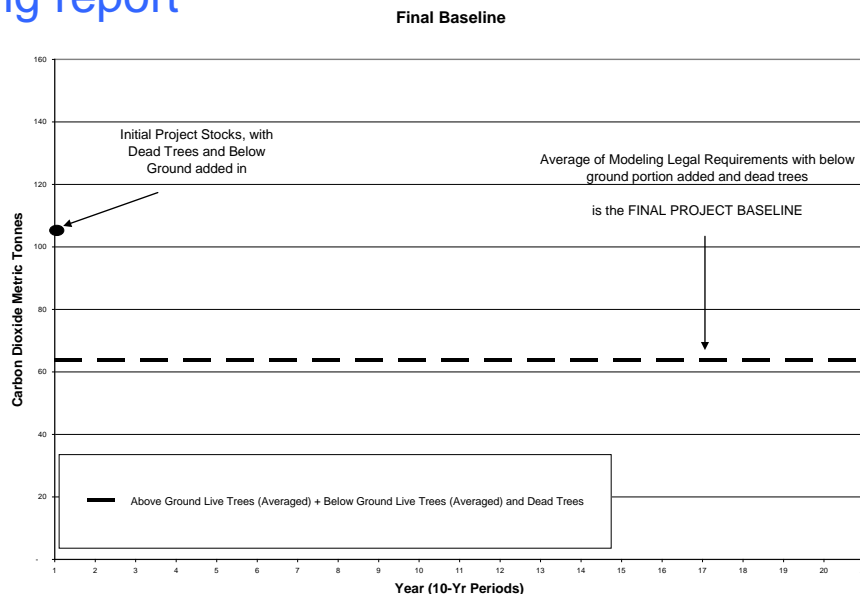 ng report
Final Baseline
160
140
120
100
80
60
40
20
-
Carbon Dioxide Metric Tonnes
Initial Project Stocks, with
Dead Trees and Below
Ground added in
Average of Modeling Legal Requirements with below
ground portion added and dead trees
is the FINAL PROJECT BASELINE
Above Ground Live Trees (Averaged) + Below Ground Live Trees (Averaged) and Dead Trees
1 2 3 4 5 6 7 8 9 10 11 12 13 14 15 16 17 18 19 20
Year (10-Yr Periods)